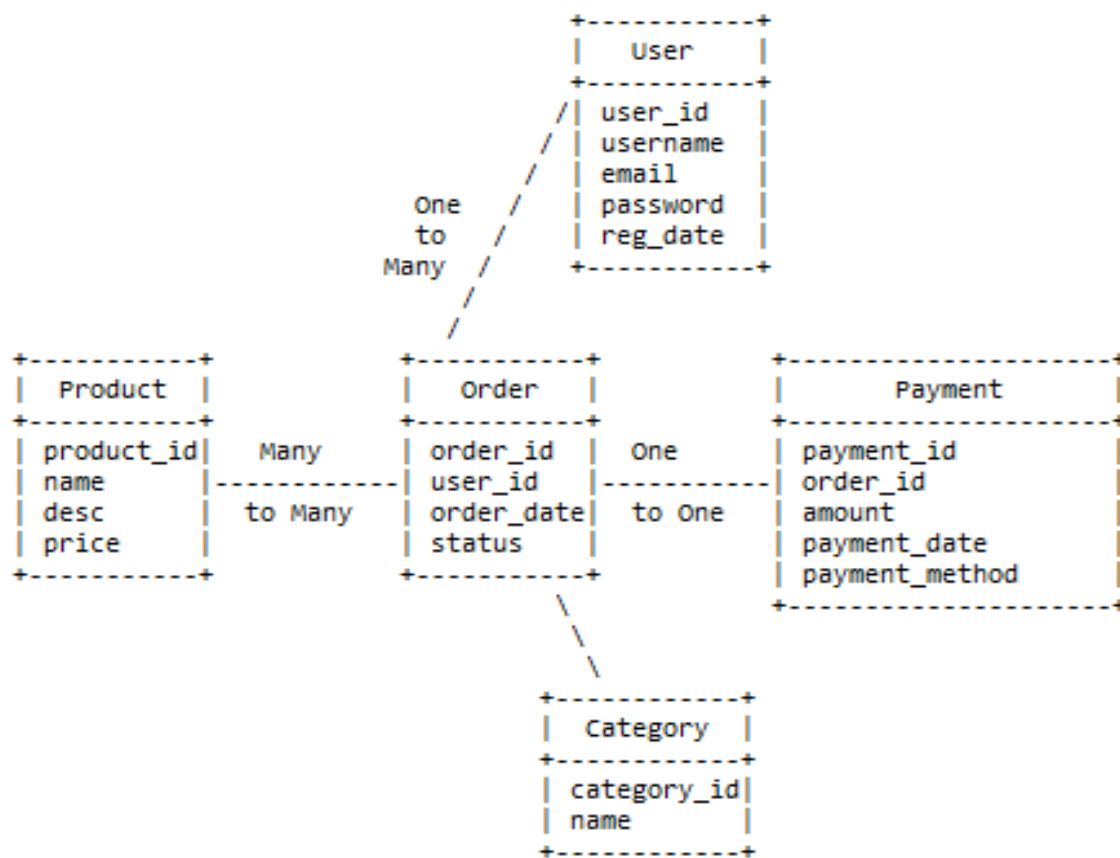 +-----------+
|   User    |
+-----------+
/| user_id   |
/ | username  |
/  | email     |
One   /   | password  |
to   /    | reg_date  |
Many  /     +-----------+
/
/
+-----------+            +-----------+           +---------------------+
|  Product  |            |   Order   |           |       Payment       |
+-----------+            +-----------+           +---------------------+
| product_id|   Many     | order_id  |  One      | payment_id          |
| name      |------------| user_id   |-----------| order_id            |
| desc      |  to Many   | order_date|  to One   | amount              |
| price     |            | status    |           | payment_date        |
+-----------+            +-----------+           | payment_method      |
\             +---------------------+
\
\
+------------+
|  Category  |
+------------+
| category_id|
| name       |
+------------+